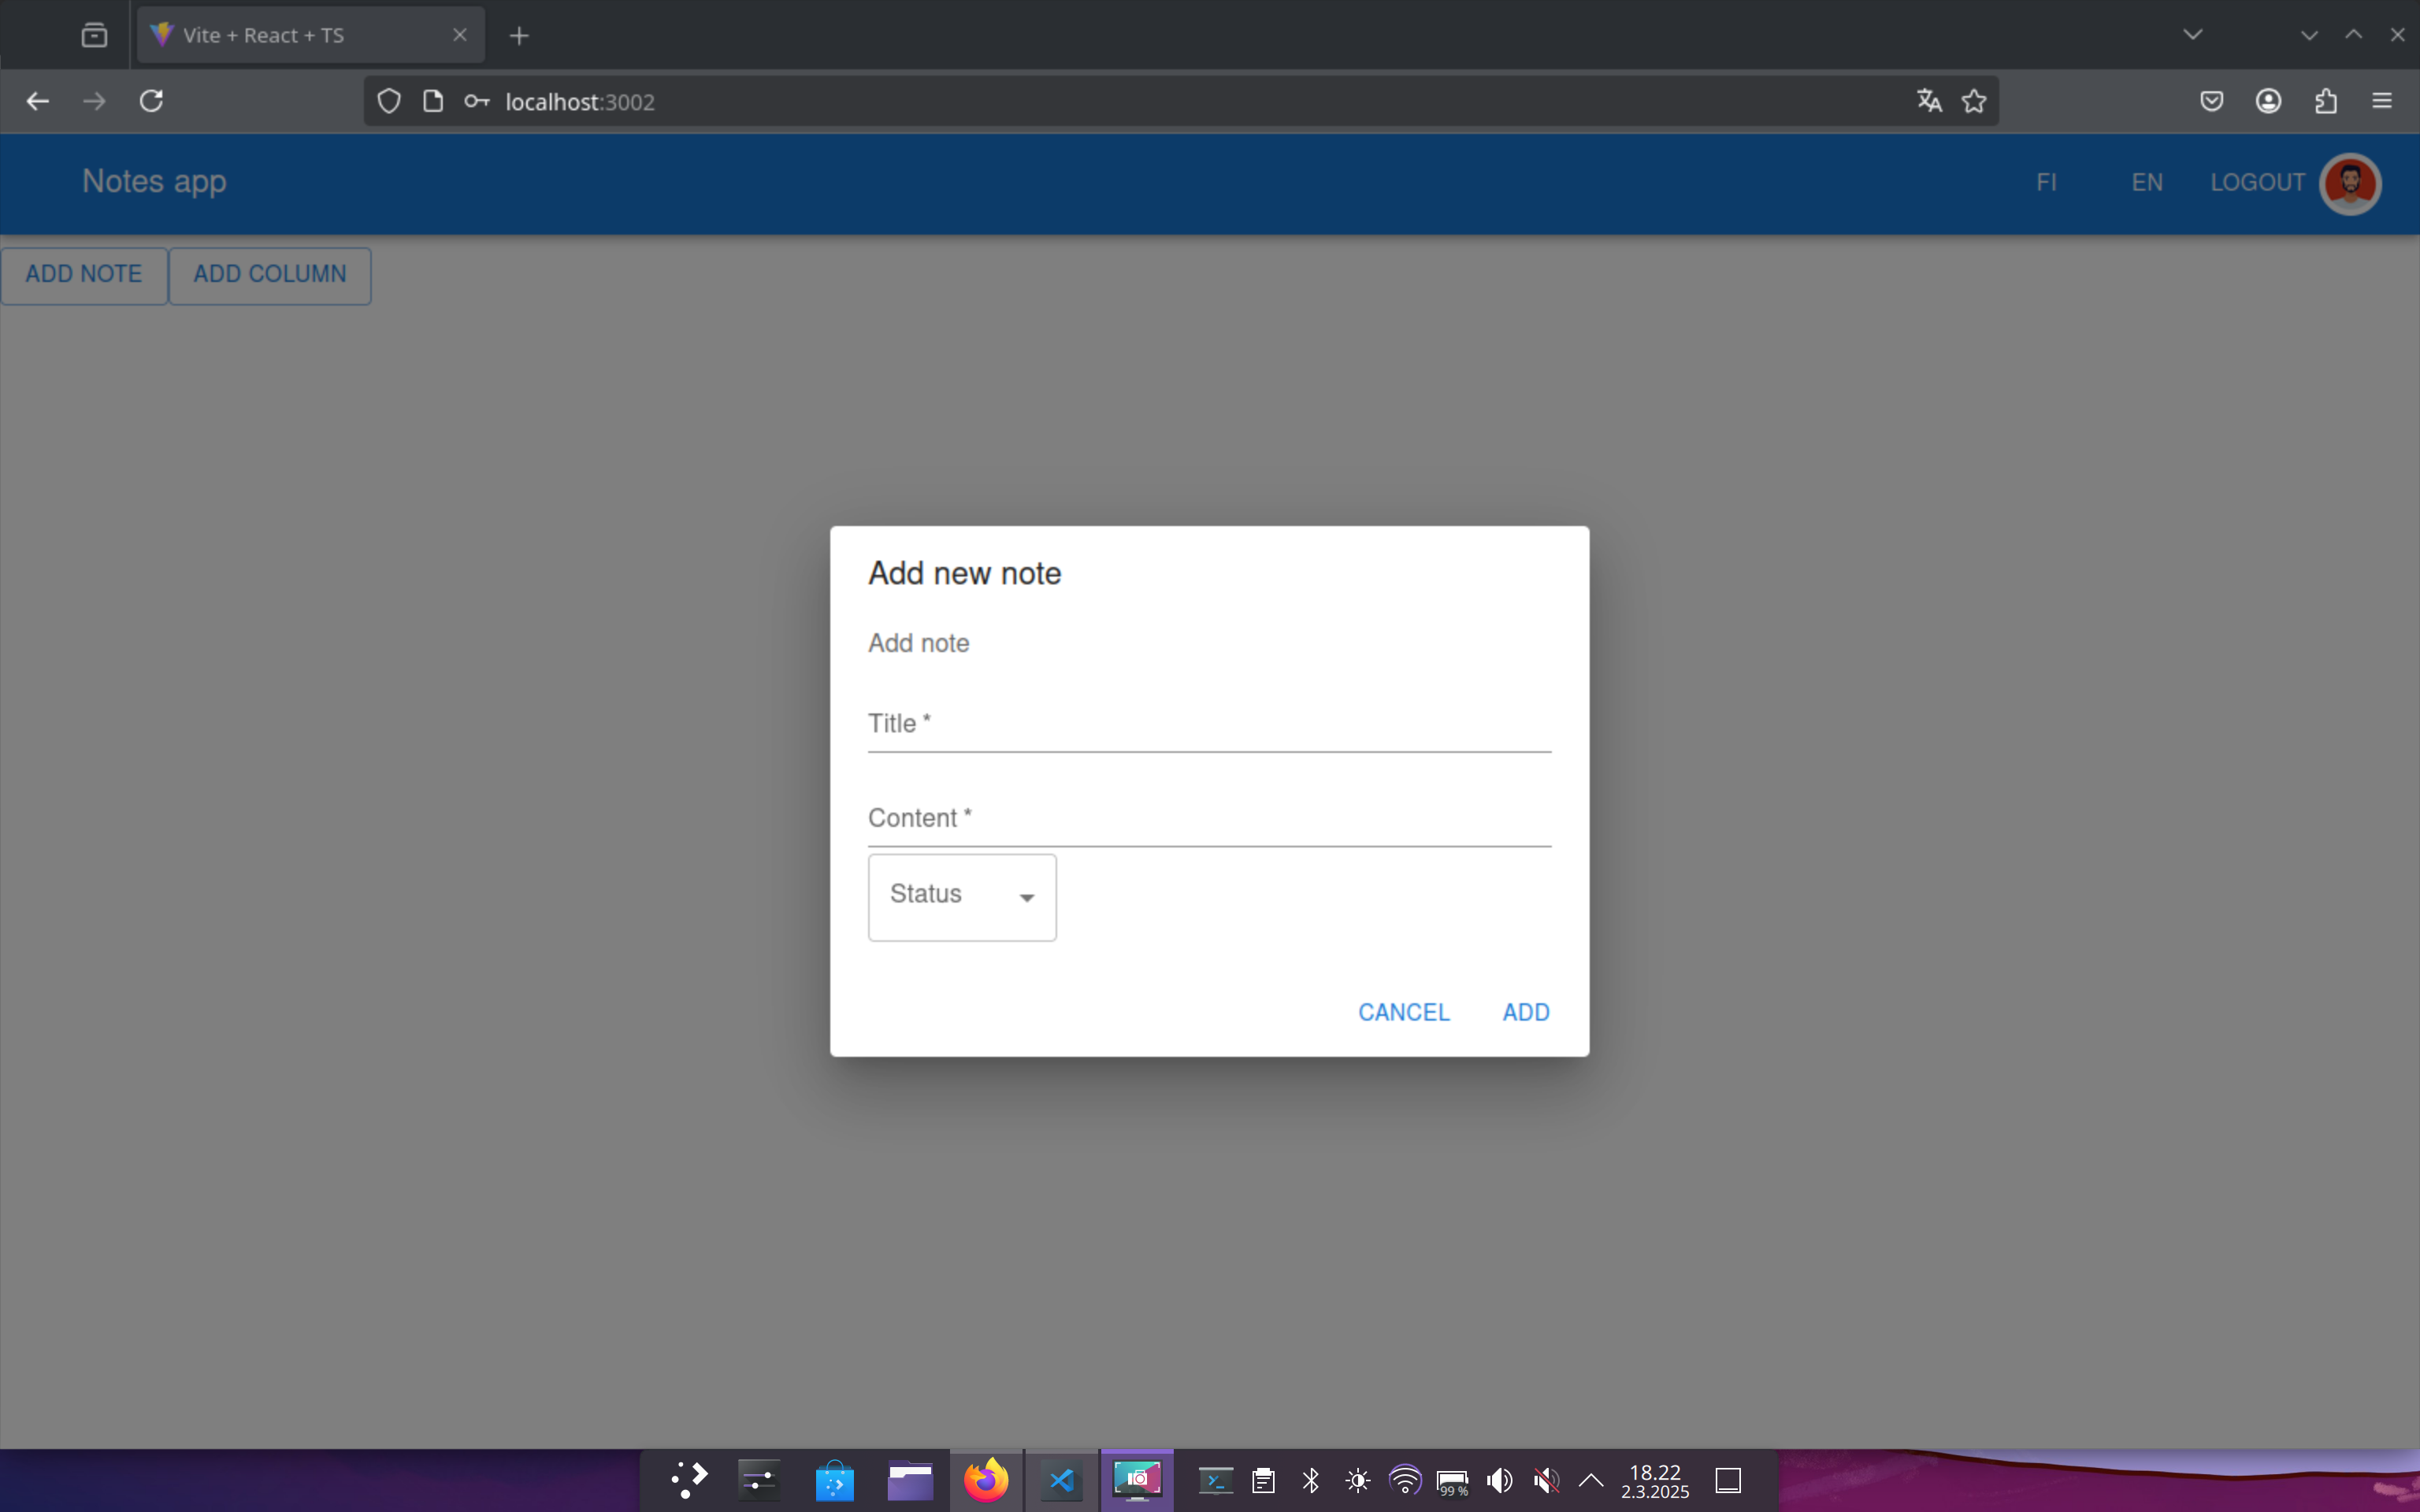 Vite + React + TS
localhost:3002
Notes app
FI
EN
LOGOUT
ADD NOTE
ADD COLUMN
Add new note
Add note
Title *
Content *
Status
CANCEL
ADD
99 %
18.22
2.3.2025